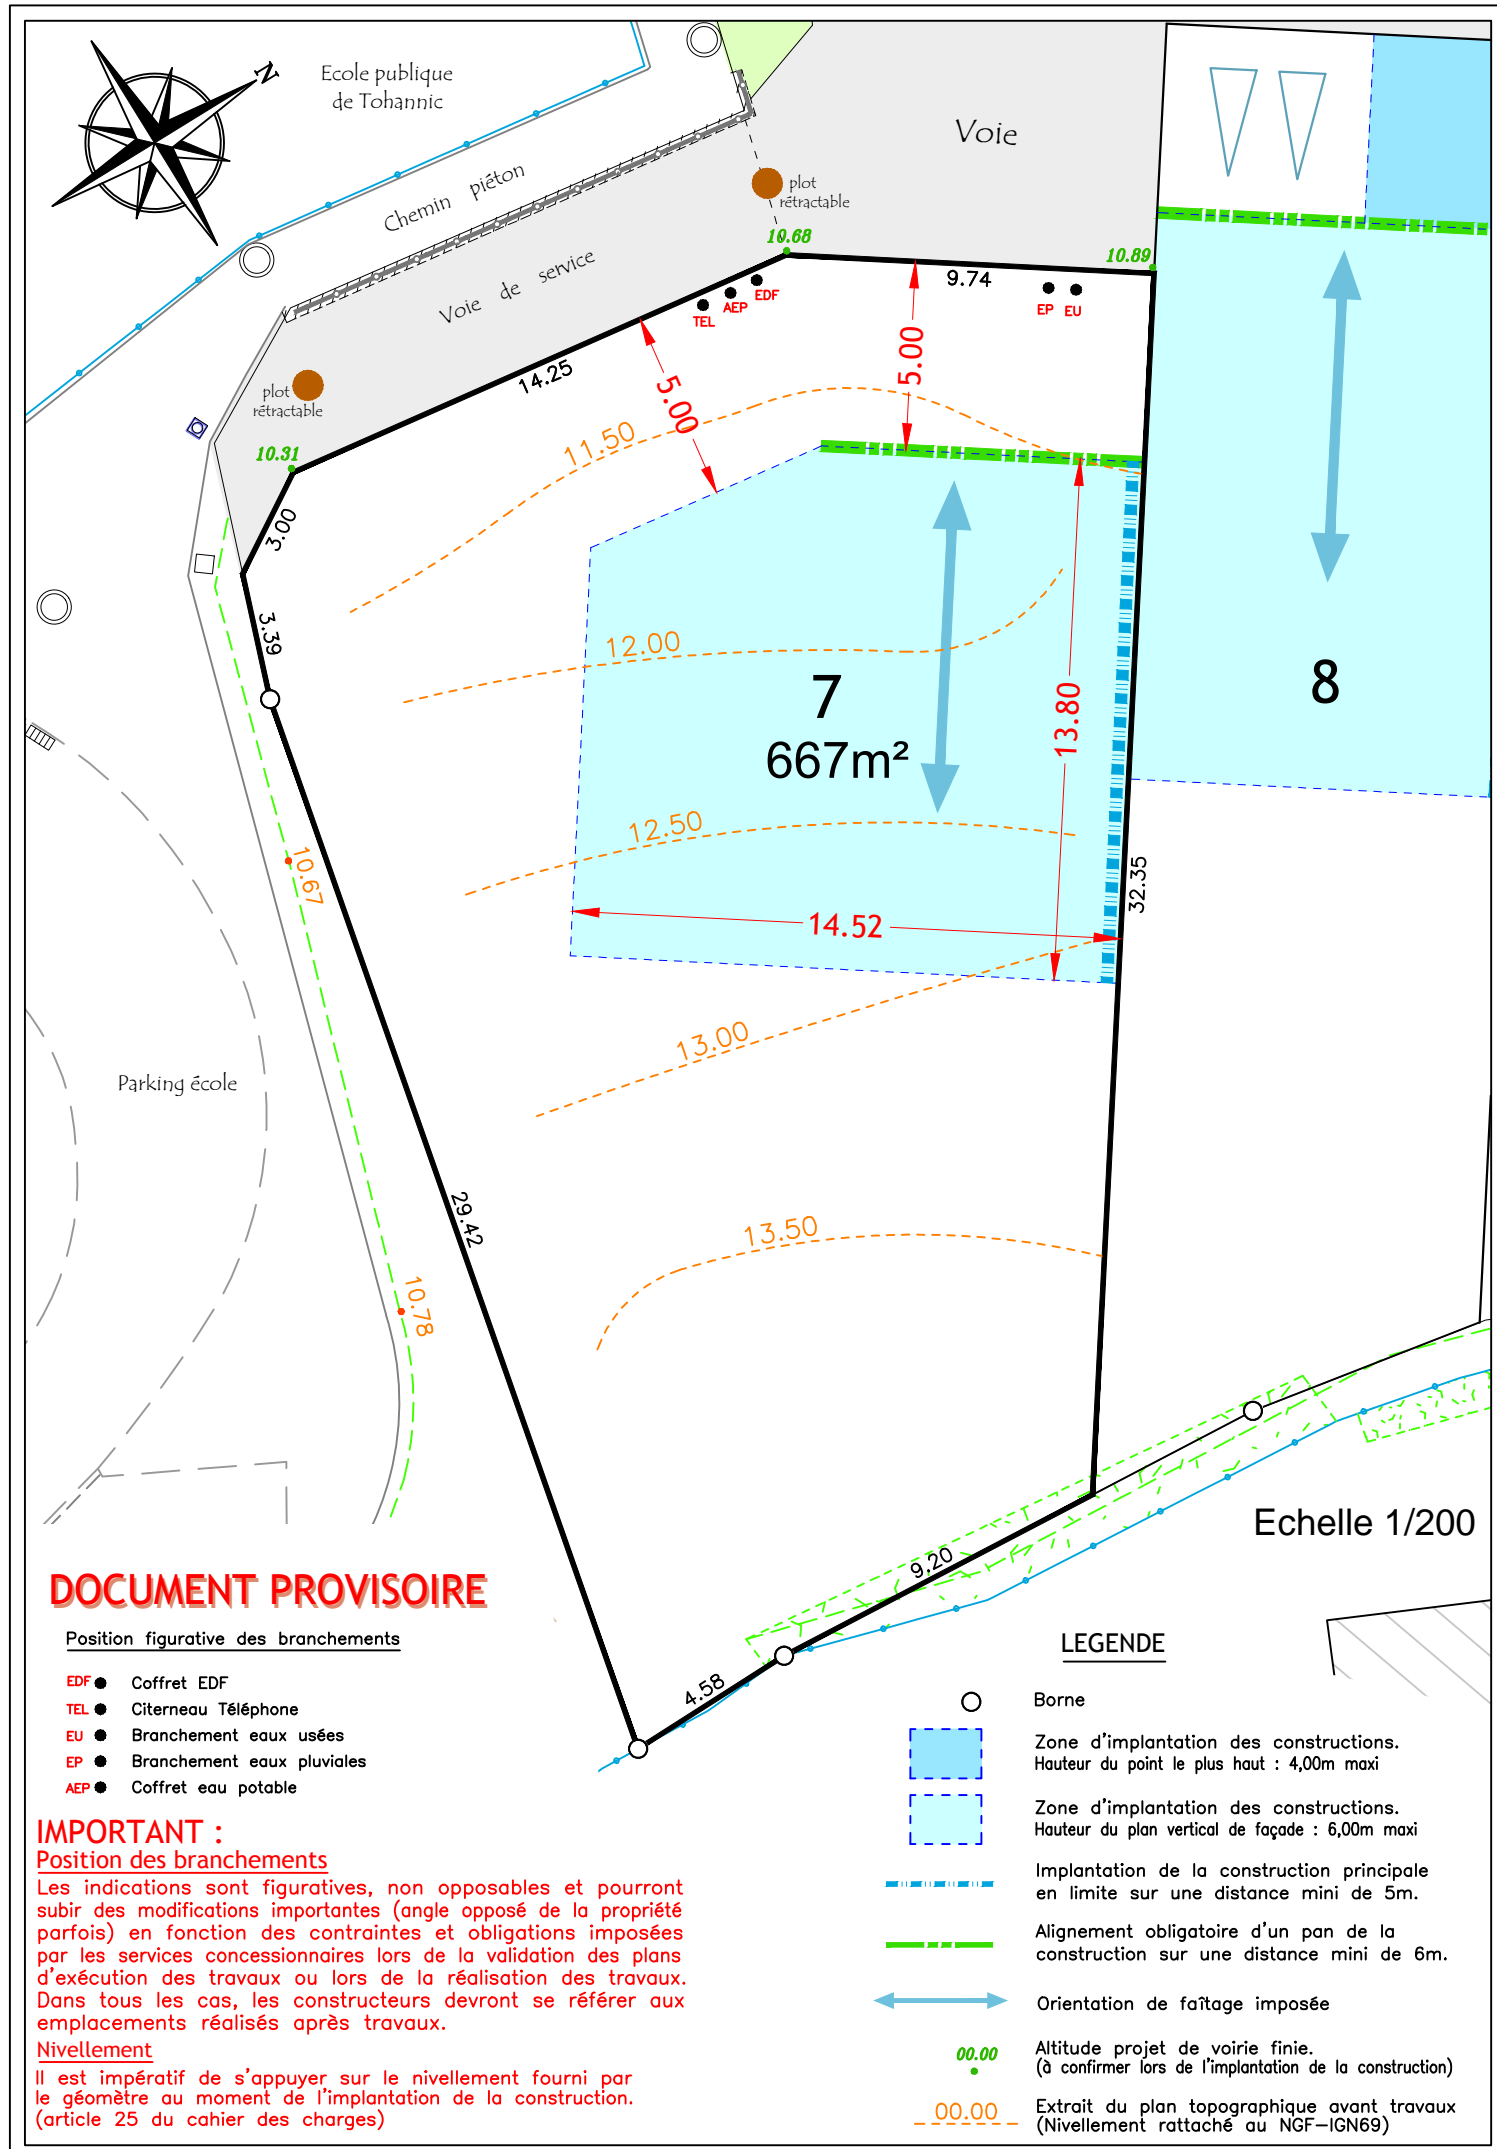 N
Ecole publique
de Tohannic
Chemin piéton
Voie
plot
rétractable
Voie de service
10.68
10.89
9.74
EDF
AEP
TEL
EP
EU
14.25
5.00
5.00
plot
rétractable
10.31
11.50
3.00
3.39
12.00
7
667m²
13.80
8
12.50
10.67
32.35
14.52
13.00
Parking école
29.42
13.50
10.78
Echelle 1/200
9.20
4.58
DOCUMENT PROVISOIRE
Position figurative des branchements
EDF Coffret EDF
TEL Citerneau Téléphone
EU Branchement eaux usées
EP Branchement eaux pluviales
AEP Coffret eau potable
IMPORTANT :
Position des branchements
Les indications sont figuratives, non opposables et pourront
subir des modifications importantes (angle opposé de la propriété
parfois) en fonction des contraintes et obligations imposées
par les services concessionnaires lors de la validation des plans
d'exécution des travaux ou lors de la réalisation des travaux.
Dans tous les cas, les constructeurs devront se référer aux
emplacements réalisés après travaux.
Nivellement
Il est impératif de s'appuyer sur le nivellement fourni par
le géomètre au moment de l'implantation de la construction.
(article 25 du cahier des charges)
LEGENDE
Borne
Zone d'implantation des constructions.
Hauteur du point le plus haut : 4,00m maxi
Zone d'implantation des constructions.
Hauteur du plan vertical de façade : 6,00m maxi
Implantation de la construction principale
en limite sur une distance mini de 5m.
Alignement obligatoire d'un pan de la
construction sur une distance mini de 6m.
Orientation de faîtage imposée
00.00 Altitude projet de voirie finie.
(à confirmer lors de l'implantation de la construction)
00.00 Extrait du plan topographique avant travaux
(Nivellement rattaché au NGF-IGN69)